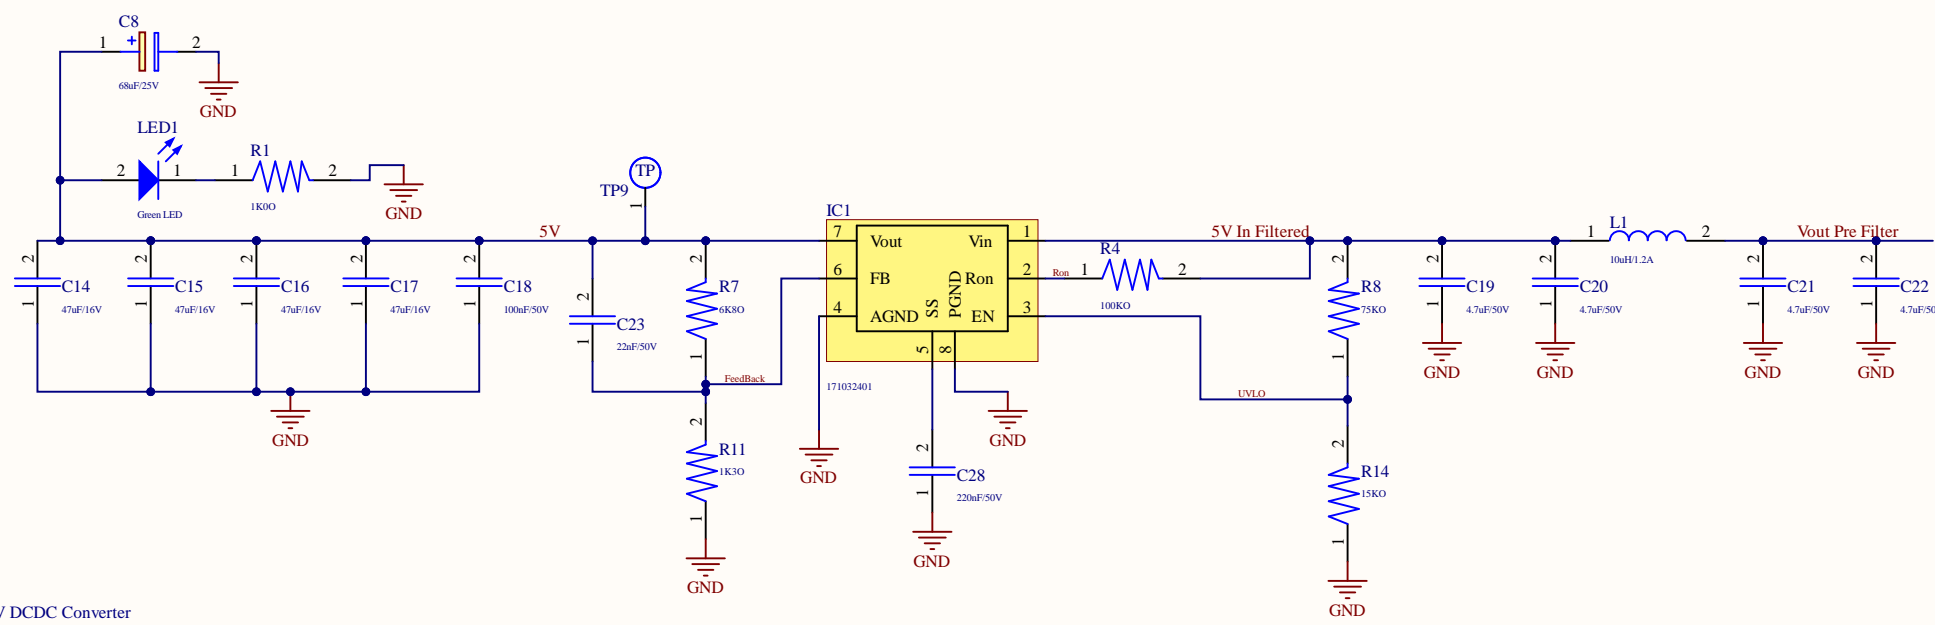 C8
1
+
2
68uF/25V
GND
LED1
2
1
Green LED
R1
1
2
1K0O
GND
TP
TP9
1
5V
2
C14
1
47uF/16V
2
C15
1
47uF/16V
2
C16
1
47uF/16V
2
C17
1
47uF/16V
2
C18
1
100nF/50V
GND
2
C23
1
22nF/50V
2
R7
6K8O
1
FeedBack
2
R11
1K3O
1
GND
IC1
7
Vout
Vin
1
6
FB
Ron
2
4
AGND
EN
3
SS
PGND
5
8
171032401
GND
GND
2
C28
1
220nF/50V
GND
5V In Filtered
Ron
R4
1
2
100KO
UVLO
2
R8
75KO
1
2
R14
15KO
1
GND
2
C19
1
4.7uF/50V
GND
2
C20
1
4.7uF/50V
GND
L1
1
2
10uH/1.2A
Vout Pre Filter
2
C21
1
4.7uF/50V
GND
2
C22
1
4.7uF/50
GND
V DCDC Converter